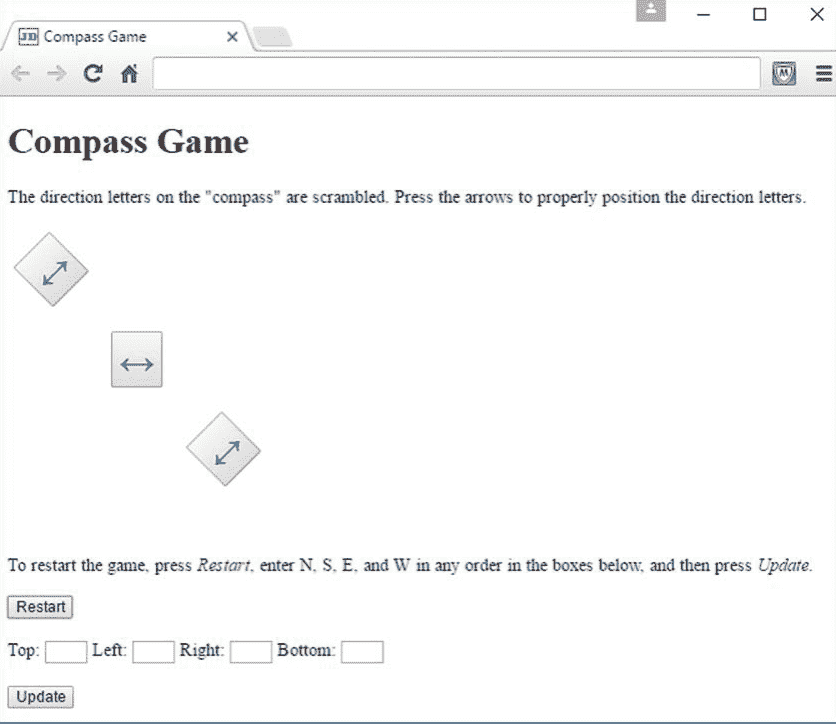 JD Compass Game
Compass Game
The direction letters on the "compass" are scrambled. Press the arrows to properly position the direction letters.
To restart the game, press Restart, enter N, S, E, and W in any order in the boxes below, and then press Update.
Restart
Top: Left: Right: Bottom:
Update